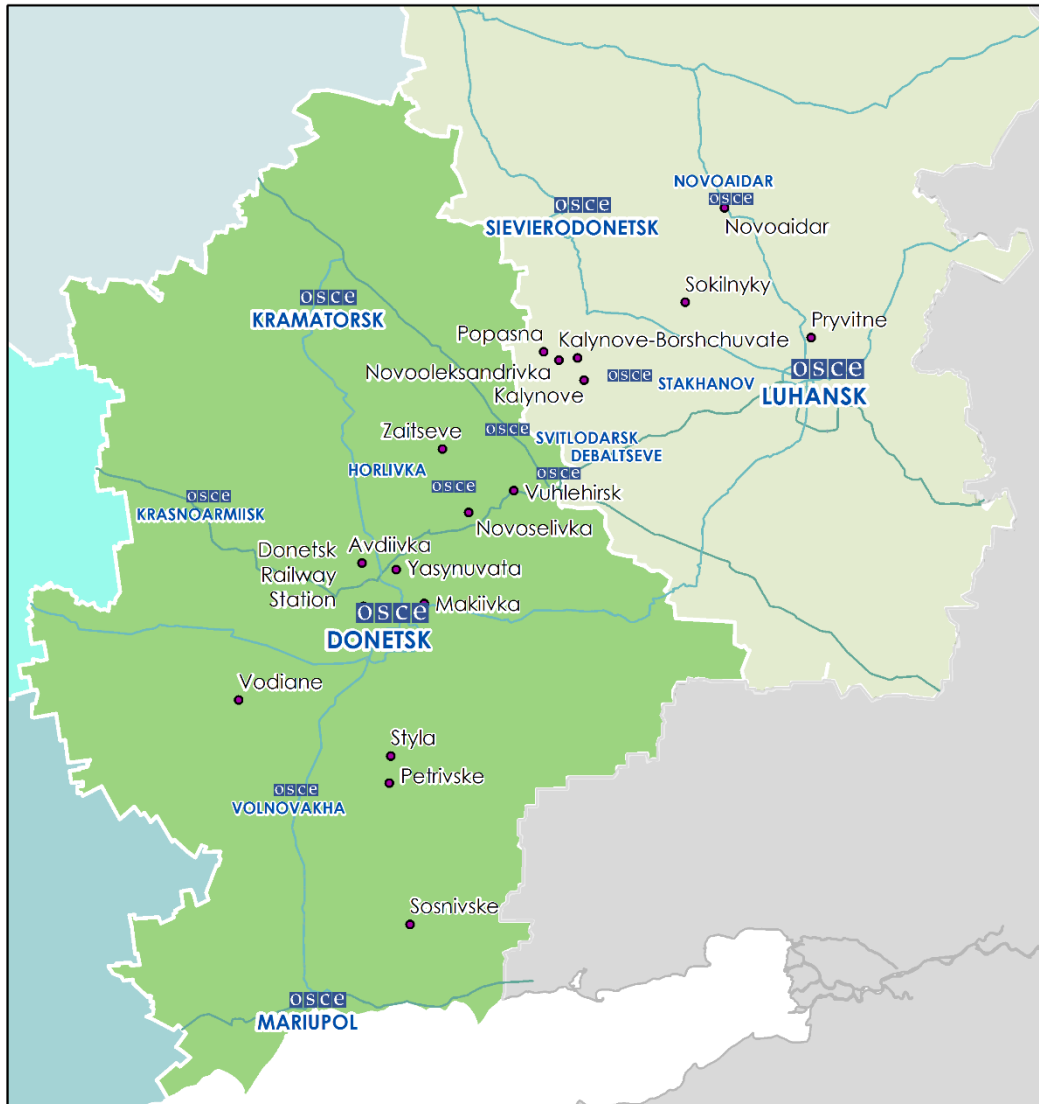 NOVOAIDAR
osce
Novoaidar
osce
SIEVIERODONETSK
Sokilnyky
osce
KRAMATORSK
Pryvitne
Popasna
Kalynove-Borshchuvate
osce
LUHANSK
Novooleksandrivka
osce
STAKHANOV
Kalynove
Zaitseve
osce
SVITLODARSK
DEBALTSEVE
osce
HORLIVKA
osce
Vuhlehirsk
osce
KRASNOARMIISK
Novoselivka
Avdiivka
Donetsk
Railway
Station
Yasynuvata
Makiivka
osce
DONETSK
Vodiane
Styla
Petrivske
osce
VOLNOVAKHA
Sosnivske
osce
MARIUPOL